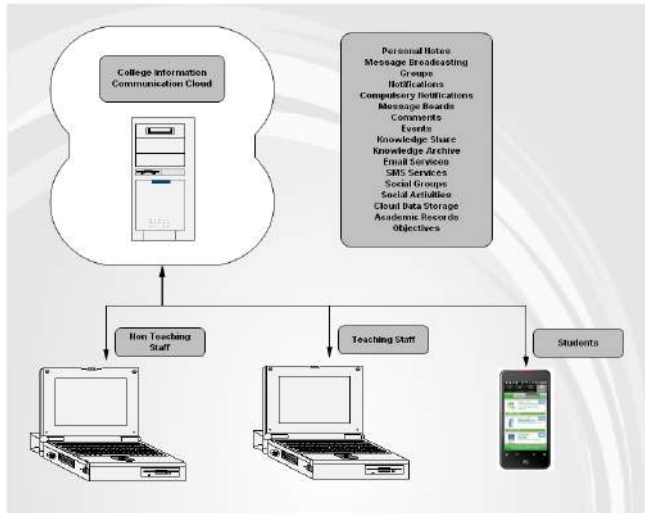 College Information
Communication Cloud
Personal Notes
Message Broadcasting
Groups
Notifications
Compulsory Notifications
Message Boards
Comments
Events
Knowledge Share
Knowledge Archive
Email Services
SMS Services
Social Groups
Social Activities
Cloud Data Storage
Academic Records
Objectives
Non Teaching
Staff
Teaching Staff
Students